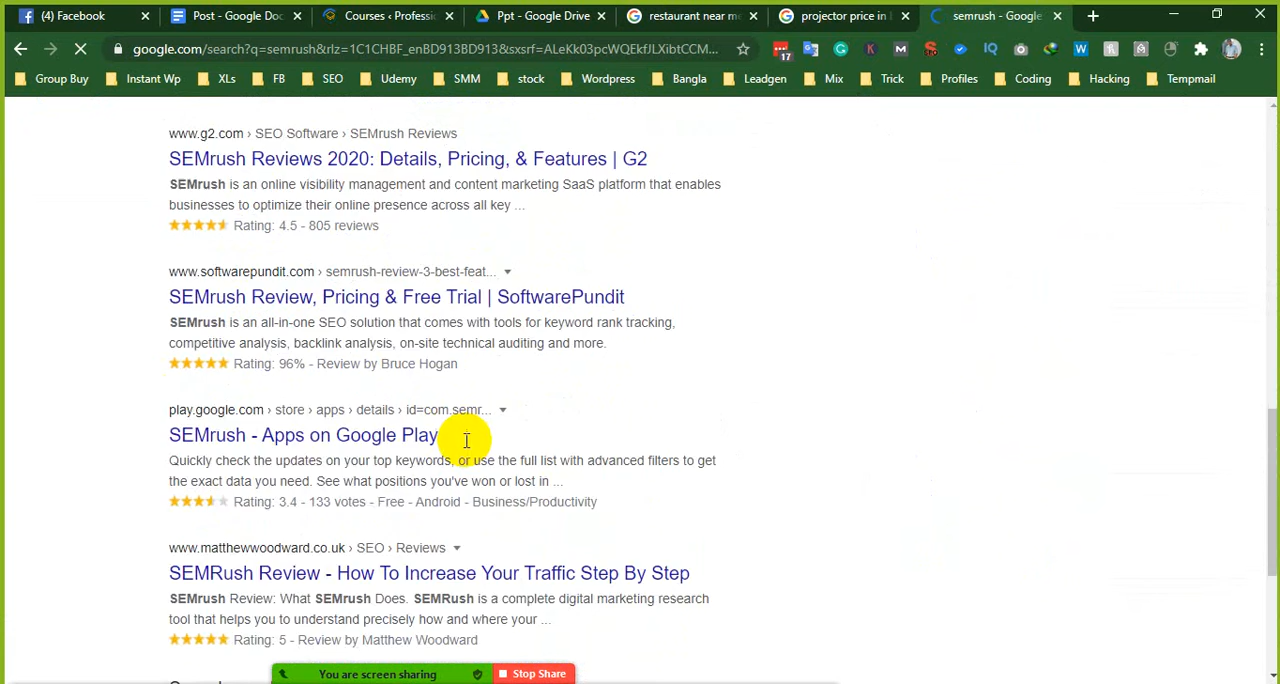 (4) Facebook
Post - Google Doc
Courses ‹ Profess
Ppt - Google Drive
restaurant near m
projector price in
semrush - Google
google.com/search?q=semrush&rlz=1C1CHBF_enBD913BD913&sxsrf=ALeKk03pcWQEkfJLXibtCCM...
17
IQ
Group Buy
Instant Wp
XLs
FB
SEO
Udemy
SMM
stock
Wordpress
Bangla
Leadgen
Mix
Trick
Profiles
Coding
Hacking
Tempmail
www.g2.com › SEO Software › SEMrush Reviews
SEMrush Reviews 2020: Details, Pricing, & Features | G2
SEMrush is an online visibility management and content marketing SaaS platform that enables
businesses to optimize their online presence across all key ...
Rating: 4.5 - 805 reviews
www.softwarepundit.com › semrush-review-3-best-feat...
SEMrush Review, Pricing & Free Trial | SoftwarePundit
SEMrush is an all-in-one SEO solution that comes with tools for keyword rank tracking,
competitive analysis, backlink analysis, on-site technical auditing and more.
Rating: 96% - Review by Bruce Hogan
play.google.com › store › apps › details › id=com.semr...
SEMrush - Apps on Google Play
Quickly check the updates on your top keywords, or use the full list with advanced filters to get
the exact data you need. See what positions you've won or lost in ...
Rating: 3.4 - 133 votes - Free - Android - Business/Productivity
www.matthewwoodward.co.uk › SEO › Reviews
SEMRush Review - How To Increase Your Traffic Step By Step
SEMrush Review: What SEMrush Does. SEMRush is a complete digital marketing research
tool that helps you to understand precisely how and where your ...
Rating: 5 - Review by Matthew Woodward
You are screen sharing
Stop Share